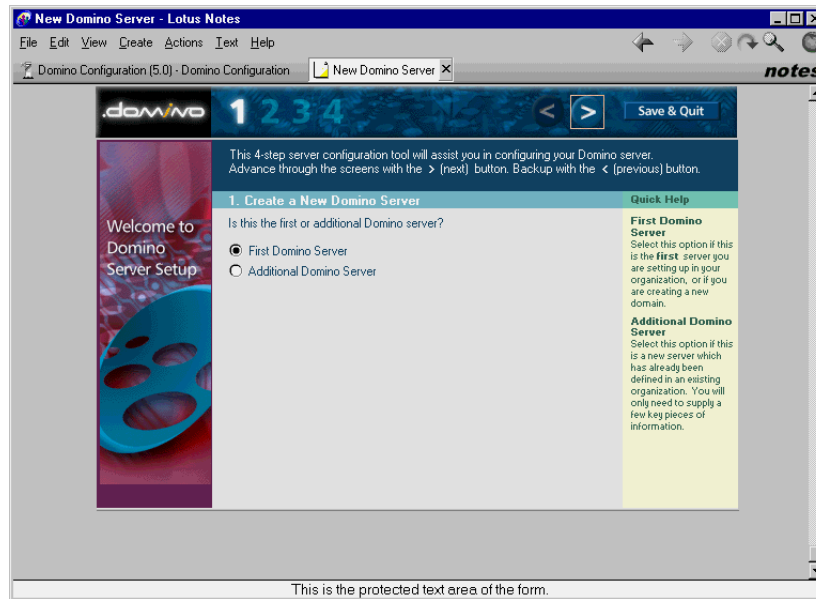 New Domino Server - Lotus Notes
File Edit View Create Actions Text Help
Domino Configuration (5.0) - Domino Configuration New Domino Server
notes
.domino 1 2 3 4 < > Save & Quit
This 4-step server configuration tool will assist you in configuring your Domino server.
Advance through the screens with the > (next) button. Backup with the < (previous) button.
1. Create a New Domino Server
Is this the first or additional Domino server?
First Domino Server
Additional Domino Server
Welcome to
Domino
Server Setup
Quick Help
First Domino
Server
Select this option if this
is the first server you
are setting up in your
organization, or if you
are creating a new
domain.
Additional Domino
Server
Select this option if this
is a new server which
has already been
defined in an existing
organization. You will
only need to supply a
few key pieces of
information.
This is the protected text area of the form.